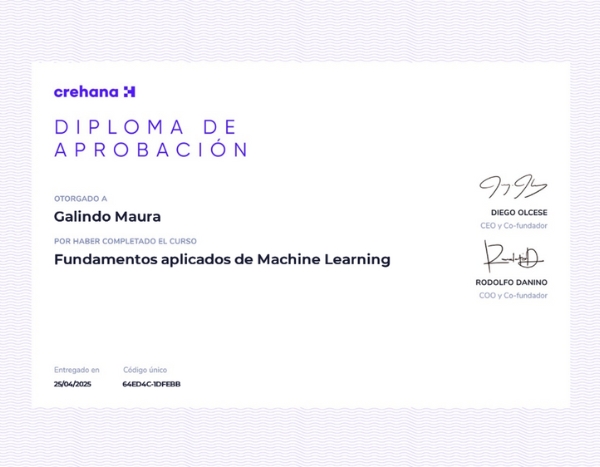 crehana
DIPLOMA DE
APROBACIÓN
OTORGADO A
Galindo Maura
POR HABER COMPLETADO EL CURSO
Fundamentos aplicados de Machine Learning
DIEGO OLCESE
CEO y Co-fundador
RODOLFO DANINO
COO y Co-fundador
Entregado en
25/04/2025
Código único
64ED4C-1DFEBB